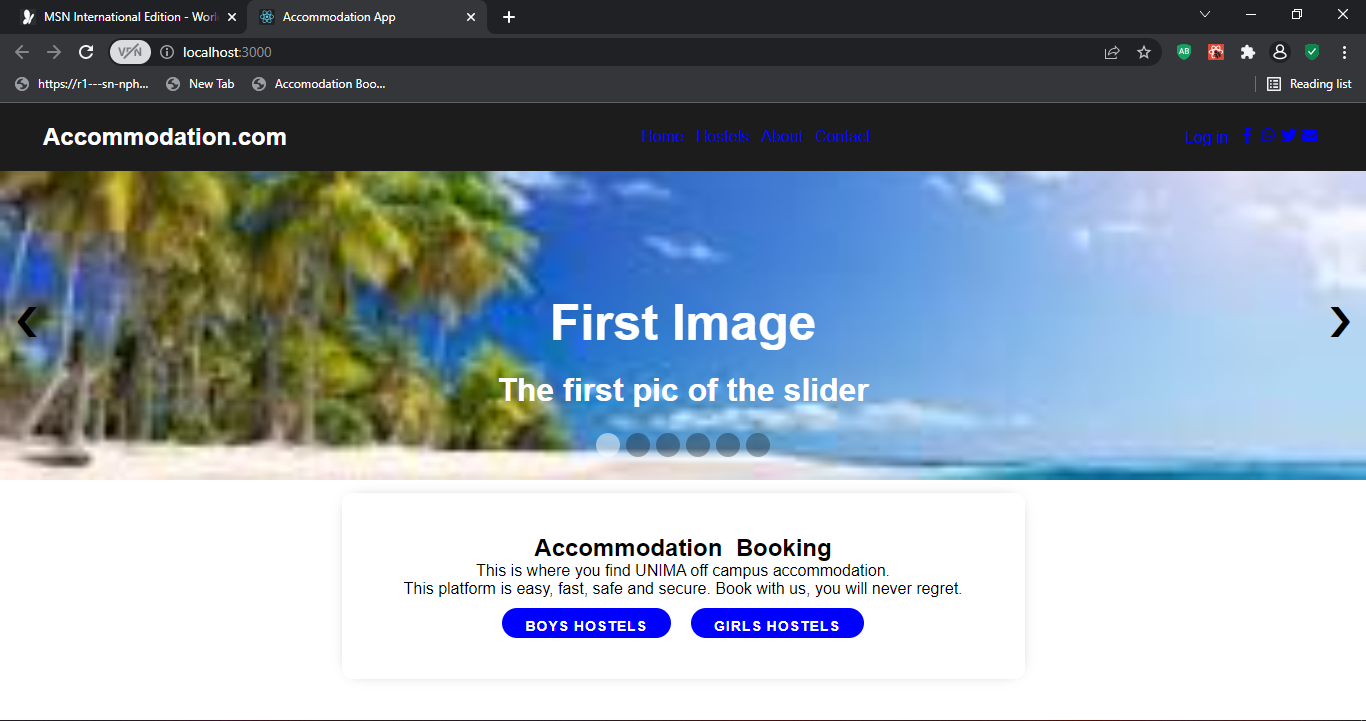 MSN International Edition - Worl
Accommodation App
VPN
localhost:3000
AB
https://r1---sn-nph...
New Tab
Accomodation Boo...
Reading list
Accommodation.com
Home Hostels About Contact
Log in
First Image
The first pic of the slider
Accommodation Booking
This is where you find UNIMA off campus accommodation.
This platform is easy, fast, safe and secure. Book with us, you will never regret.
BOYS HOSTELS
GIRLS HOSTELS